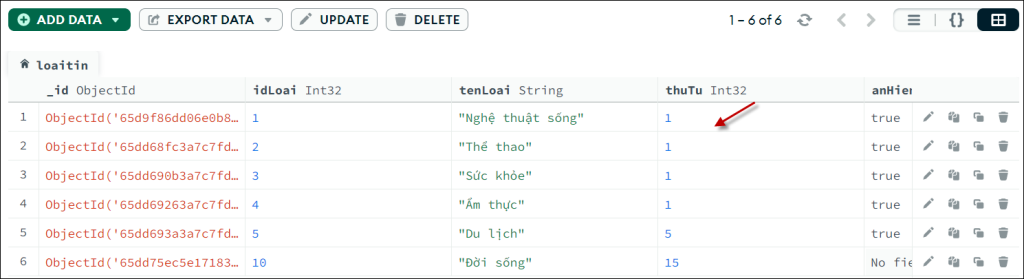 ADD DATA EXPORT DATA UPDATE DELETE 1 – 6 of 6 {}
loaitin
_id ObjectId idLoai Int32 tenLoai String thuTu Int32 anHien
1 ObjectId('65d9f86dd06e0b8… 1 "Nghệ thuật sống" 1 true
2 ObjectId('65dd68fc3a7c7fd… 2 "Thể thao" 1 true
3 ObjectId('65dd690b3a7c7fd… 3 "Sức khỏe" 1 true
4 ObjectId('65dd69263a7c7fd… 4 "Ẩm thực" 1 true
5 ObjectId('65dd693a3a7c7fd… 5 "Du lịch" 5 true
6 ObjectId('65dd75ec5e17183… 10 "Đời sống" 15 No fie